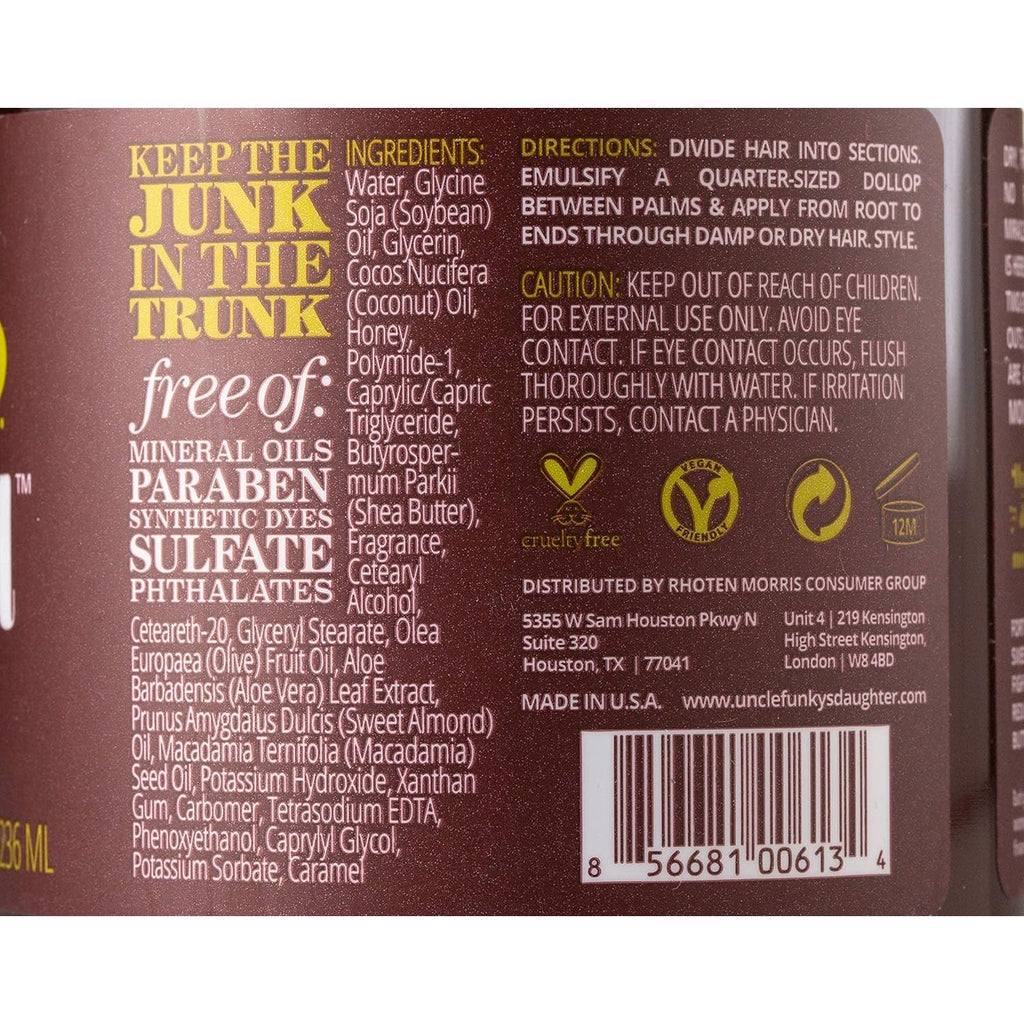 KEEP THE
JUNK
IN THE
TRUNK
free of:
MINERAL OILS
PARABEN
SYNTHETIC DYES
SULFATE
PHTHALATES
INGREDIENTS:
Water, Glycine
Soja (Soybean)
Oil, Glycerin,
Cocos Nucifera
(Coconut) Oil,
Honey,
Polymide-1,
Caprylic/Capric
Triglyceride,
Butyrosper-
mum Parkii
(Shea Butter),
Fragrance,
Cetearyl
Alcohol,
Ceteareth-20, Glyceryl Stearate, Olea
Europaea (Olive) Fruit Oil, Aloe
Barbadensis (Aloe Vera) Leaf Extract,
Prunus Amygdalus Dulcis (Sweet Almond)
Oil, Macadamia Ternifolia (Macadamia)
Seed Oil, Potassium Hydroxide, Xanthan
Gum, Carbomer, Tetrasodium EDTA,
Phenoxyethanol, Caprylyl Glycol,
Potassium Sorbate, Caramel
DIRECTIONS: DIVIDE HAIR INTO SECTIONS.
EMULSIFY A QUARTER-SIZED DOLLOP
BETWEEN PALMS & APPLY FROM ROOT TO
ENDS THROUGH DAMP OR DRY HAIR. STYLE.
CAUTION: KEEP OUT OF REACH OF CHILDREN.
FOR EXTERNAL USE ONLY. AVOID EYE
CONTACT. IF EYE CONTACT OCCURS, FLUSH
THOROUGHLY WITH WATER. IF IRRITATION
PERSISTS, CONTACT A PHYSICIAN.
crueltyfree
VEGAN
FRIENDLY
12M
DISTRIBUTED BY RHOTEN MORRIS CONSUMER GROUP
5355 W Sam Houston Pkwy N
Suite 320
Houston, TX | 77041
Unit 4 | 219 Kensington
High Street Kensington,
London | W8 4BD
MADE IN U.S.A. www.unclefunkysdaughter.com
8 56681 00613 4
TM
236 ML